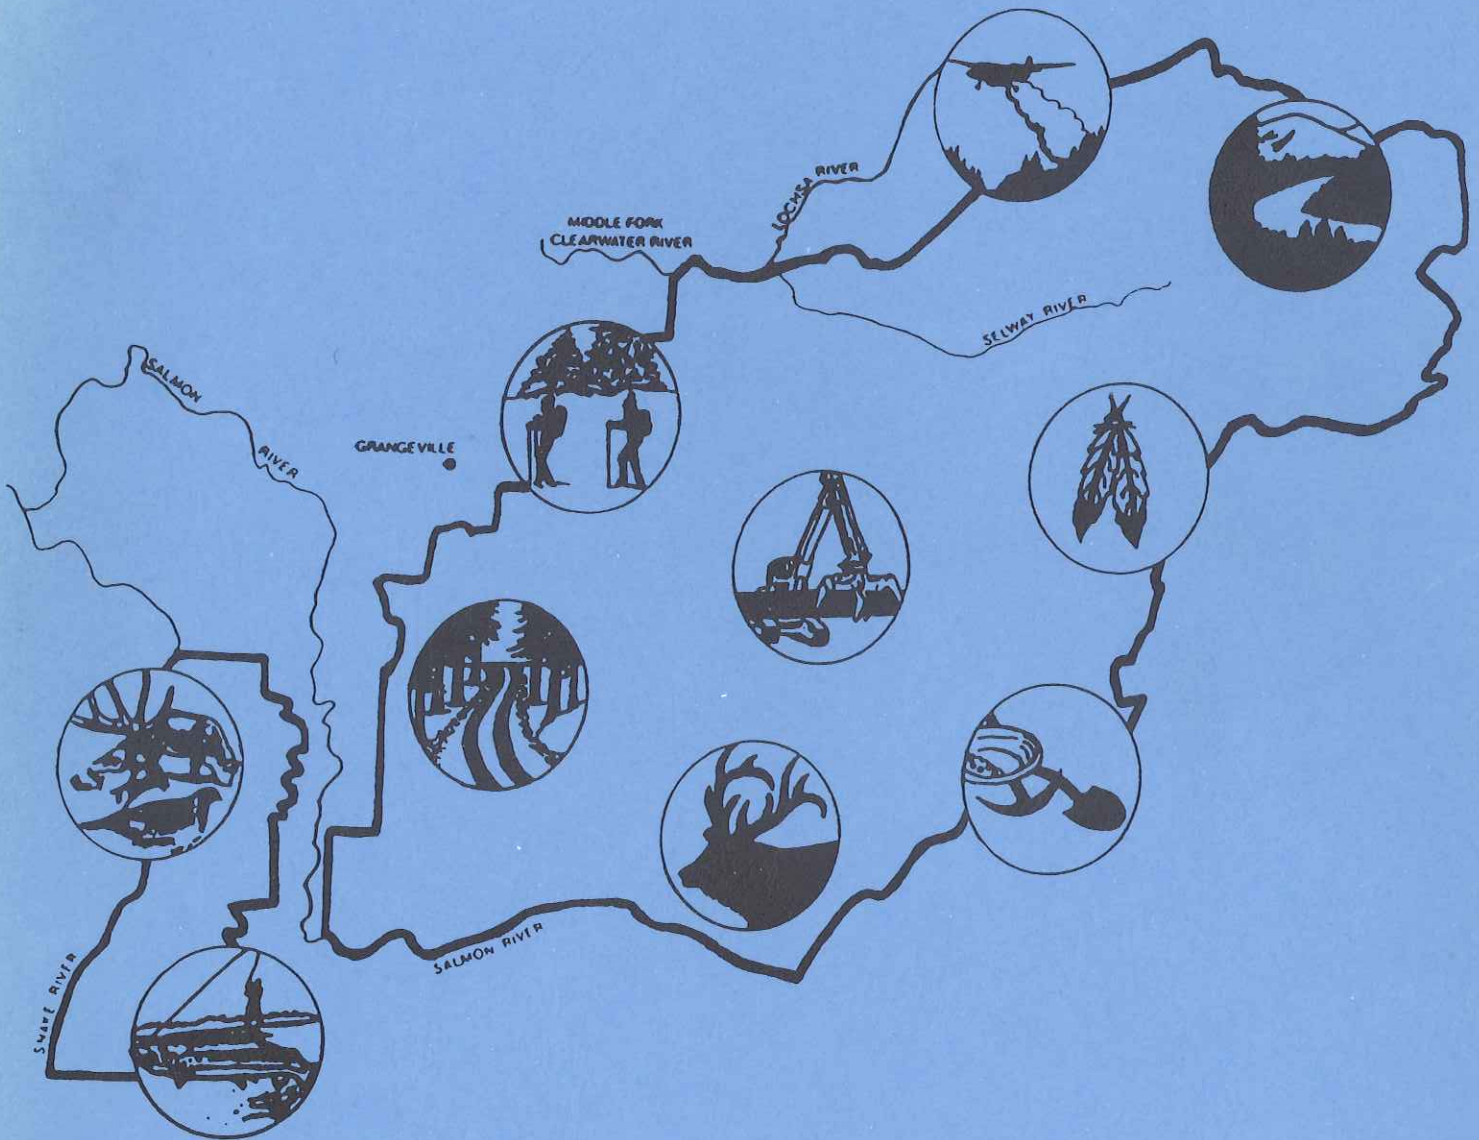 LOCHSA RIVER
MIDDLE FORK
CLEARWATER RIVER
SELWAY RIVER
SALMON
RIVER
GRANGEVILLE
SALMON RIVER
SNAKE RIVER